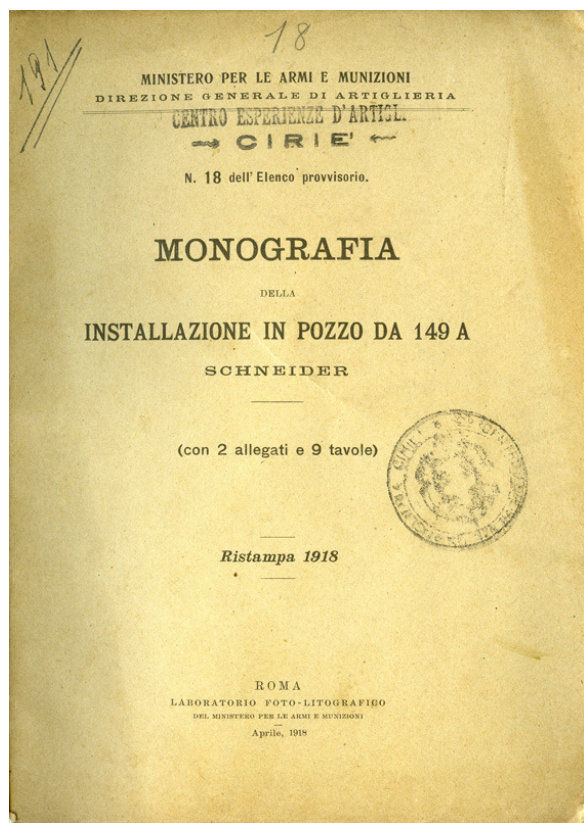 18
191
MINISTERO PER LE ARMI E MUNIZIONI
DIREZIONE GENERALE DI ARTIGLIERIA
CENTRO ESPERIENZE D'ARTIGL.
CIRIE'
N. 18 dell'Elenco provvisorio.
MONOGRAFIA
DELLA
INSTALLAZIONE IN POZZO DA 149 A
SCHNEIDER
(con 2 allegati e 9 tavole)
Ristampa 1918
ROMA
LABORATORIO FOTO-LITOGRAFICO
DEL MINISTERO PER LE ARMI E MUNIZIONI
Aprile, 1918